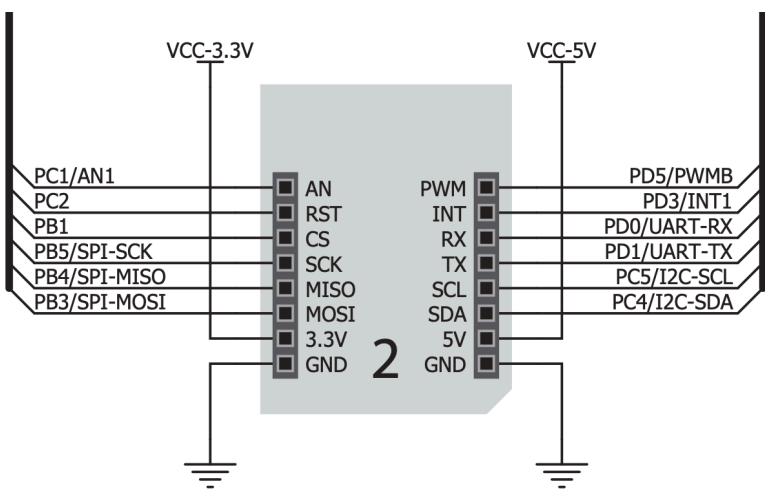 VCC-3.3V VCC-5V
PC1/AN1 AN PWM PD5/PWMB
PC2 RST INT PD3/INT1
PB1 CS RX PD0/UART-RX
PB5/SPI-SCK SCK TX PD1/UART-TX
PB4/SPI-MISO MISO SCL PC5/I2C-SCL
PB3/SPI-MOSI MOSI SDA PC4/I2C-SDA
3.3V 5V
GND 2 GND